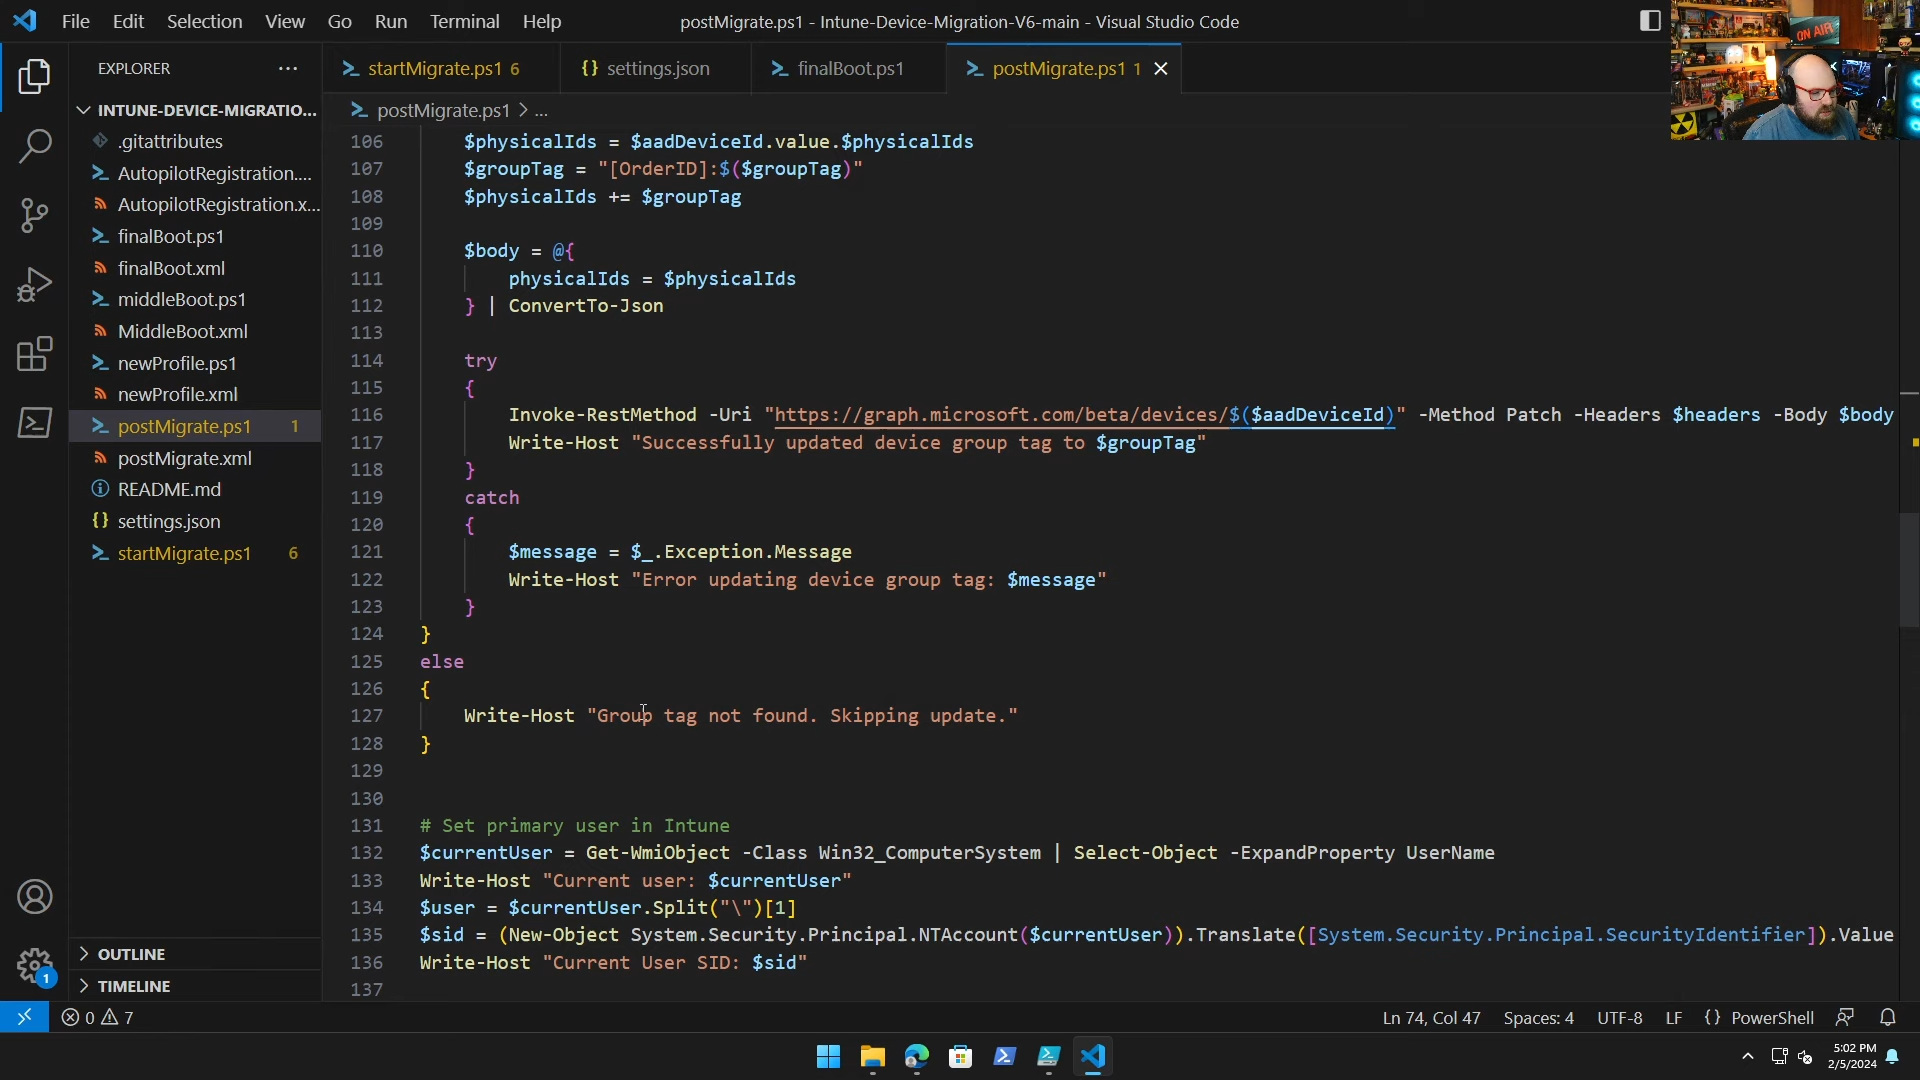 File Edit Selection View Go Run Terminal Help
postMigrate.ps1 - Intune-Device-Migration-V6-main - Visual Studio Code
ON AIR
EXPLORER
startMigrate.ps1 6
settings.json
finalBoot.ps1
postMigrate.ps1 1
INTUNE-DEVICE-MIGRATIO...
.gitattributes
AutopilotRegistration....
AutopilotRegistration.x...
finalBoot.ps1
finalBoot.xml
middleBoot.ps1
MiddleBoot.xml
newProfile.ps1
newProfile.xml
postMigrate.ps1 1
postMigrate.xml
README.md
settings.json
startMigrate.ps1 6
OUTLINE
TIMELINE
postMigrate.ps1 > ...
106 $physicalIds = $aadDeviceId.value.$physicalIds
107 $groupTag = "[OrderID]:$($groupTag)"
108 $physicalIds += $groupTag
109
110 $body = @{
111 physicalIds = $physicalIds
112 } | ConvertTo-Json
113
114 try
115 {
116 Invoke-RestMethod -Uri "https://graph.microsoft.com/beta/devices/$($aadDeviceId)" -Method Patch -Headers $headers -Body $body
117 Write-Host "Successfully updated device group tag to $groupTag"
118 }
119 catch
120 {
121 $message = $_.Exception.Message
122 Write-Host "Error updating device group tag: $message"
123 }
124 }
125 else
126 {
127 Write-Host "Group tag not found. Skipping update."
128 }
129
130
131 # Set primary user in Intune
132 $currentUser = Get-WmiObject -Class Win32_ComputerSystem | Select-Object -ExpandProperty UserName
133 Write-Host "Current user: $currentUser"
134 $user = $currentUser.Split("\")[1]
135 $sid = (New-Object System.Security.Principal.NTAccount($currentUser)).Translate([System.Security.Principal.SecurityIdentifier]).Value
136 Write-Host "Current User SID: $sid"
137
1
0 7
Ln 74, Col 47 Spaces: 4 UTF-8 LF {} PowerShell
5:02 PM
2/5/2024